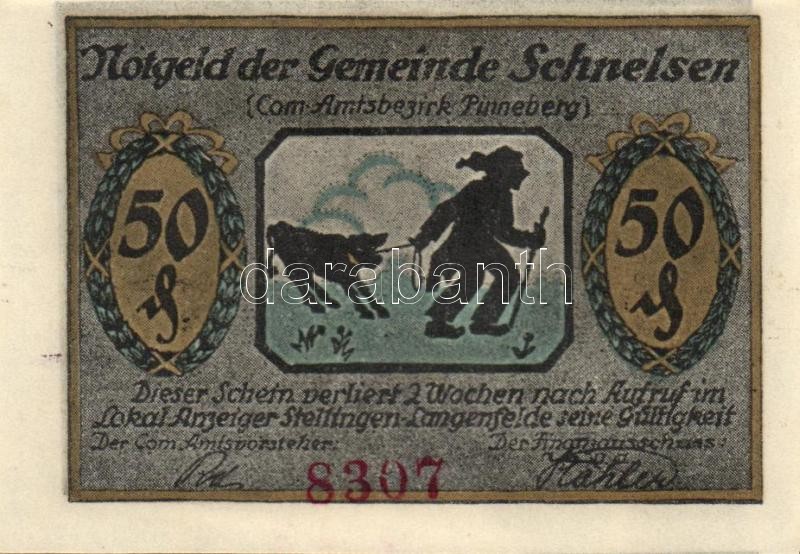 Notgeld der Gemeinde Schnelsen
(Com. Amtsbezirk Pinneberg)
50
₰
50
₰
darabanth
Dieser Schein verliert 2 Wochen nach Aufruf im
Lokal Anzeiger Stellingen-Langenfelde seine Gültigkeit
Der Com. Amtsvorsteher:
Der Finanzausschuss:
8307